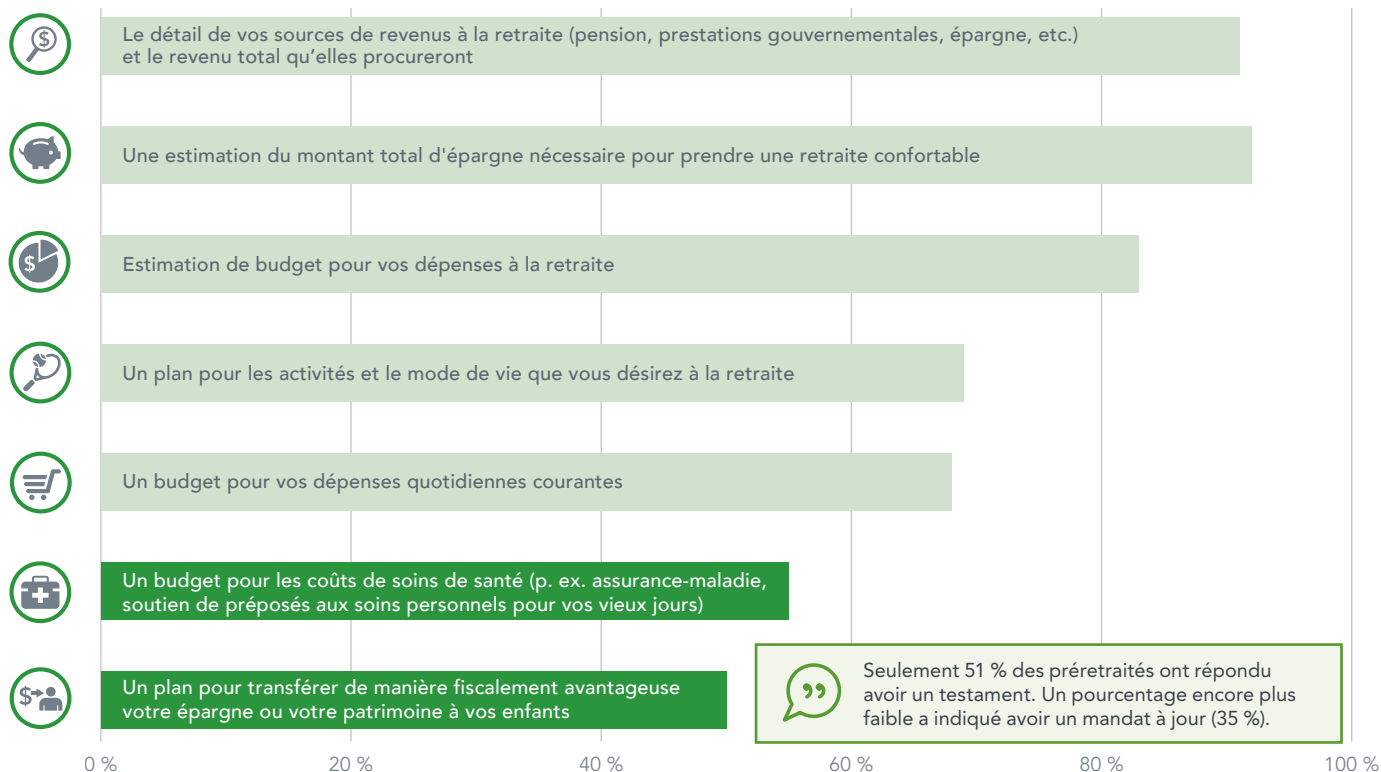 $
Le détail de vos sources de revenus à la retraite (pension, prestations gouvernementales, épargne, etc.)
et le revenu total qu’elles procureront
Une estimation du montant total d'épargne nécessaire pour prendre une retraite confortable
$
Estimation de budget pour vos dépenses à la retraite
Un plan pour les activités et le mode de vie que vous désirez à la retraite
Un budget pour vos dépenses quotidiennes courantes
Un budget pour les coûts de soins de santé (p. ex. assurance-maladie,
soutien de préposés aux soins personnels pour vos vieux jours)
$
Un plan pour transférer de manière fiscalement avantageuse
votre épargne ou votre patrimoine à vos enfants
Seulement 51 % des préretraités ont répondu
avoir un testament. Un pourcentage encore plus
faible a indiqué avoir un mandat à jour (35 %).
0 % 20 % 40 % 60 % 80 % 100 %